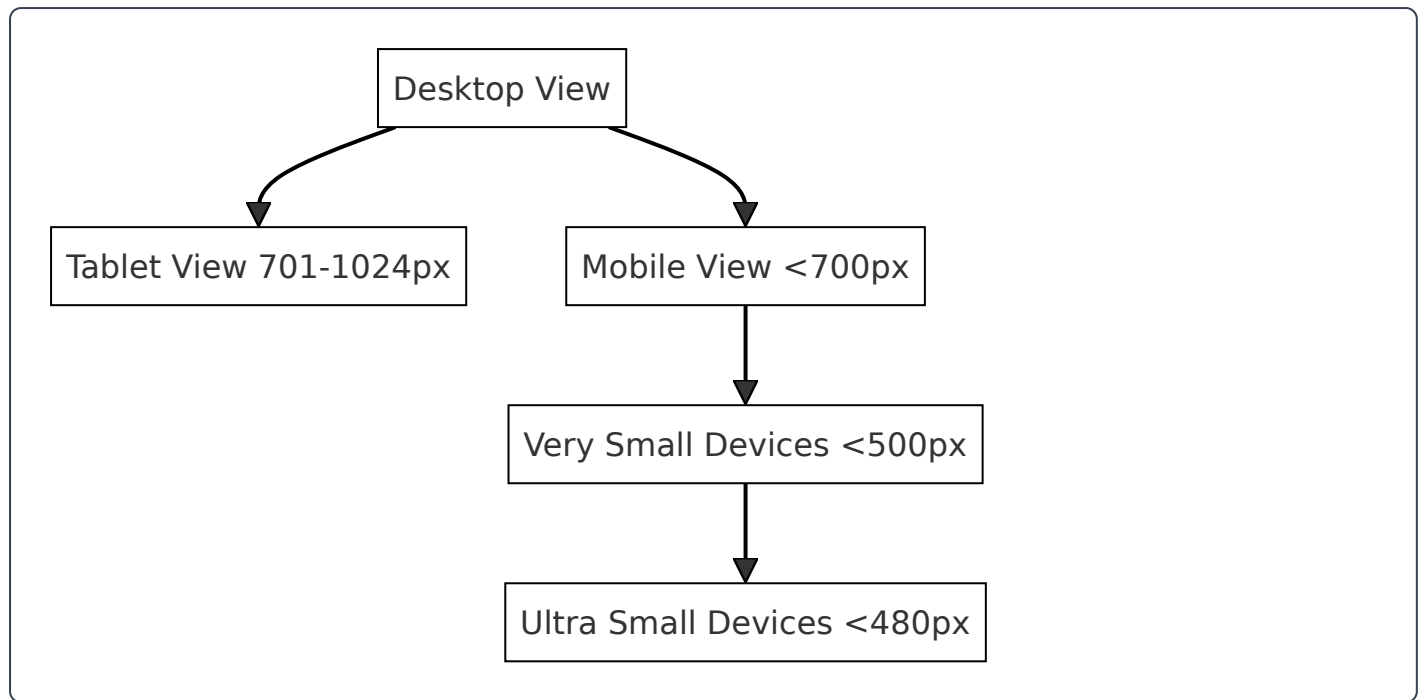 Desktop View
Tablet View 701-1024px
Mobile View <700px
Very Small Devices <500px
Ultra Small Devices <480px